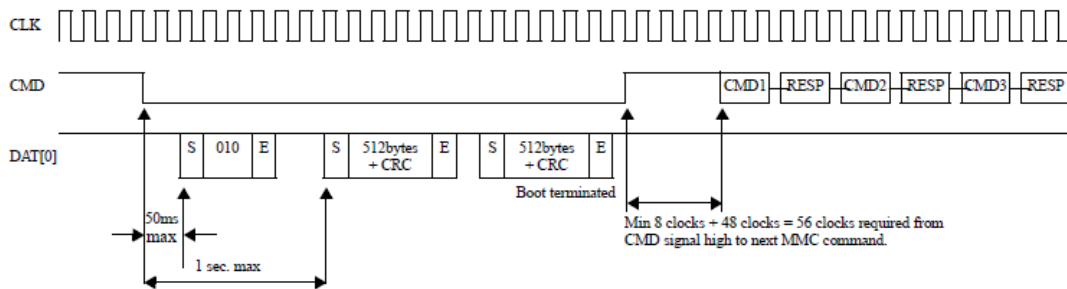 CLK
CMD
CMD1 RESP CMD2 RESP CMD3 RESP
DAT[0]
S 010 E S 512bytes + CRC E S 512bytes + CRC E
Boot terminated
50ms
max
Min 8 clocks + 48 clocks = 56 clocks required from
CMD signal high to next MMC command.
1 sec. max